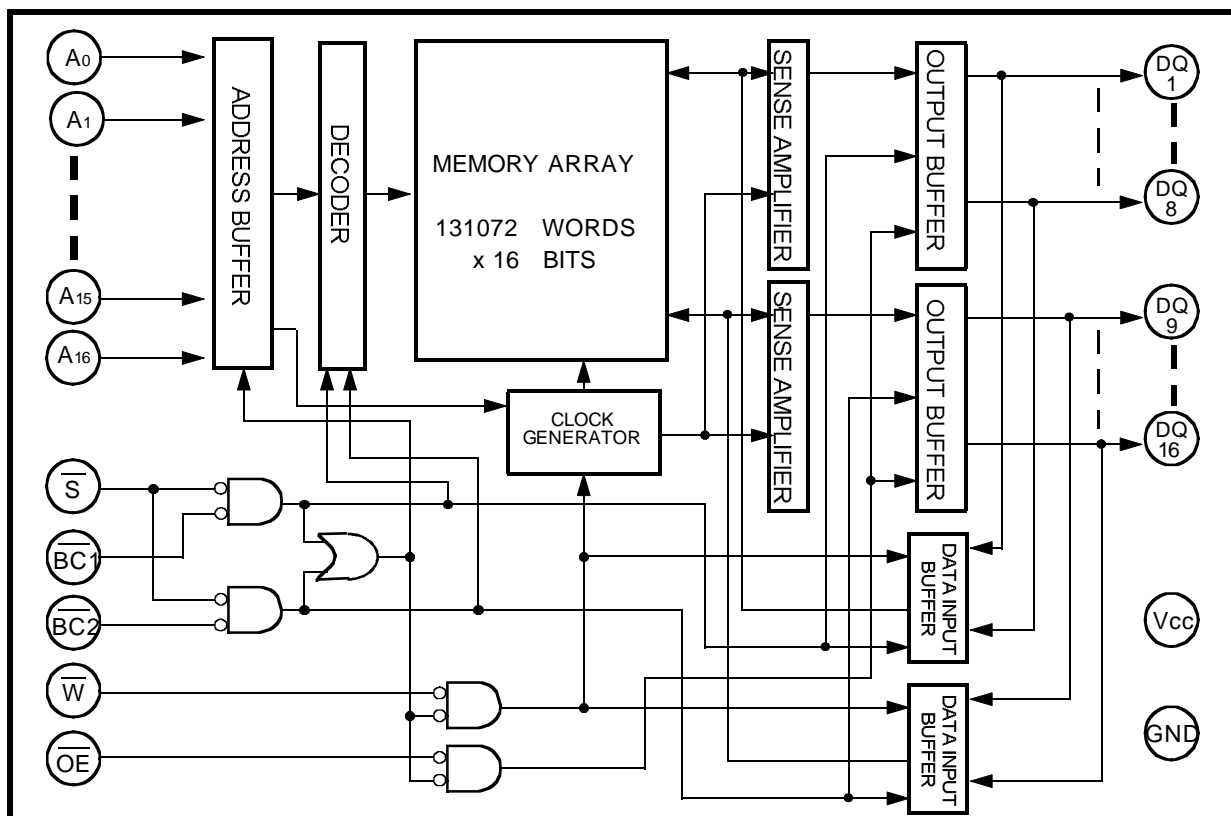 A0
A1
A15
A16
S
BC1
BC2
W
OE
ADDRESS BUFFER
DECODER
MEMORY ARRAY
131072 WORDS
x 16 BITS
CLOCK
GENERATOR
SENSE AMPLIFIER
SENSE AMPLIFIER
OUTPUT BUFFER
OUTPUT BUFFER
DATA INPUT
BUFFER
DATA INPUT
BUFFER
DQ
1
DQ
8
DQ
9
DQ
16
Vcc
GND